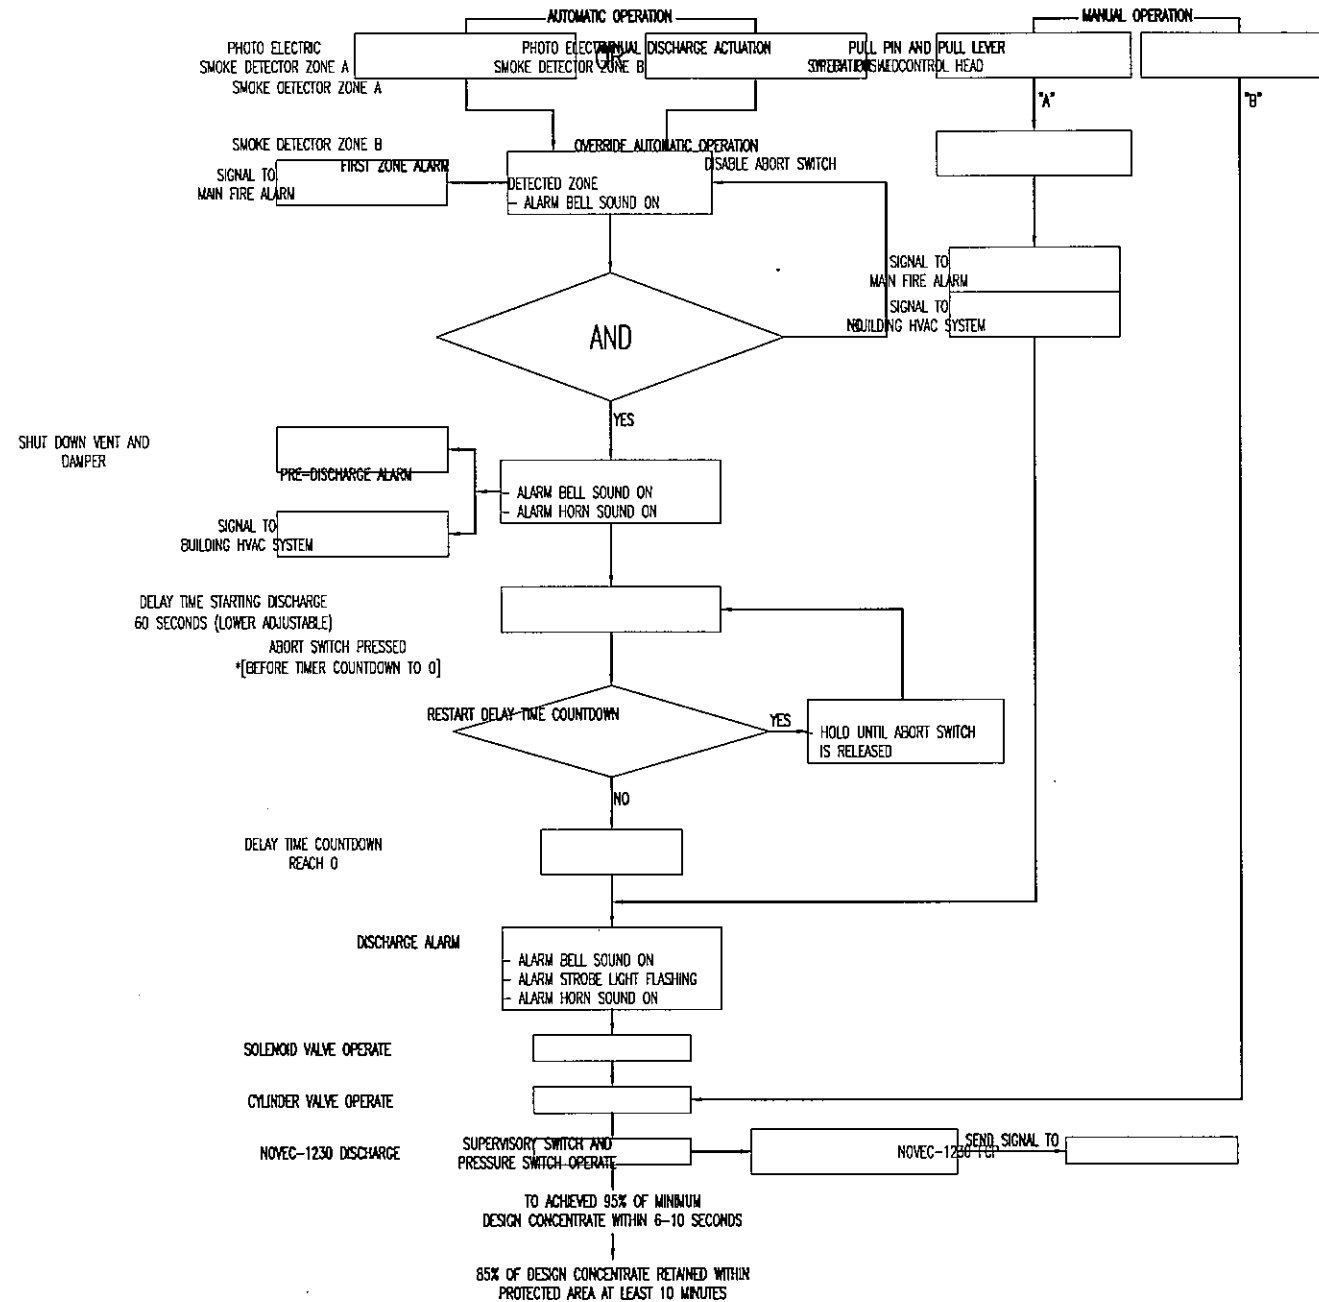 AUTOMATIC OPERATION
MANUAL OPERATION
PHOTO ELECTRIC
SMOKE DETECTOR ZONE A
SMOKE DETECTOR ZONE A
OR
PHOTO ELECTRIC
SMOKE DETECTOR ZONE B
MANUAL DISCHARGE ACTUATION
PULL PIN AND PULL LEVER
CONTROL HEAD
"A"
"B"
SMOKE DETECTOR ZONE B
FIRST ZONE ALARM
OVERRIDE AUTOMATIC OPERATION
DISABLE ABORT SWITCH
SIGNAL TO
MAIN FIRE ALARM
DETECTED ZONE
- ALARM BELL SOUND ON
SIGNAL TO
MAIN FIRE ALARM
SIGNAL TO
BUILDING HVAC SYSTEM
NO
AND
YES
SHUT DOWN VENT AND
DAMPER
PRE-DISCHARGE ALARM
- ALARM BELL SOUND ON
- ALARM HORN SOUND ON
SIGNAL TO
BUILDING HVAC SYSTEM
DELAY TIME STARTING DISCHARGE
60 SECONDS (LOWER ADJUSTABLE)
ABORT SWITCH PRESSED
*[BEFORE TIMER COUNTDOWN TO 0]
RESTART DELAY TIME COUNTDOWN
YES
- HOLD UNTIL ABORT SWITCH
IS RELEASED
NO
DELAY TIME COUNTDOWN
REACH 0
DISCHARGE ALARM
- ALARM BELL SOUND ON
- ALARM STROBE LIGHT FLASHING
- ALARM HORN SOUND ON
SOLENOID VALVE OPERATE
CYLINDER VALVE OPERATE
NOVEC-1230 DISCHARGE
SUPERVISORY SWITCH AND
PRESSURE SWITCH OPERATE
SEND SIGNAL TO
NOVEC-1230 FCP
TO ACHIEVED 95% OF MINIMUM
DESIGN CONCENTRATE WITHIN 6-10 SECONDS
85% OF DESIGN CONCENTRATE RETAINED WITHIN
PROTECTED AREA AT LEAST 10 MINUTES